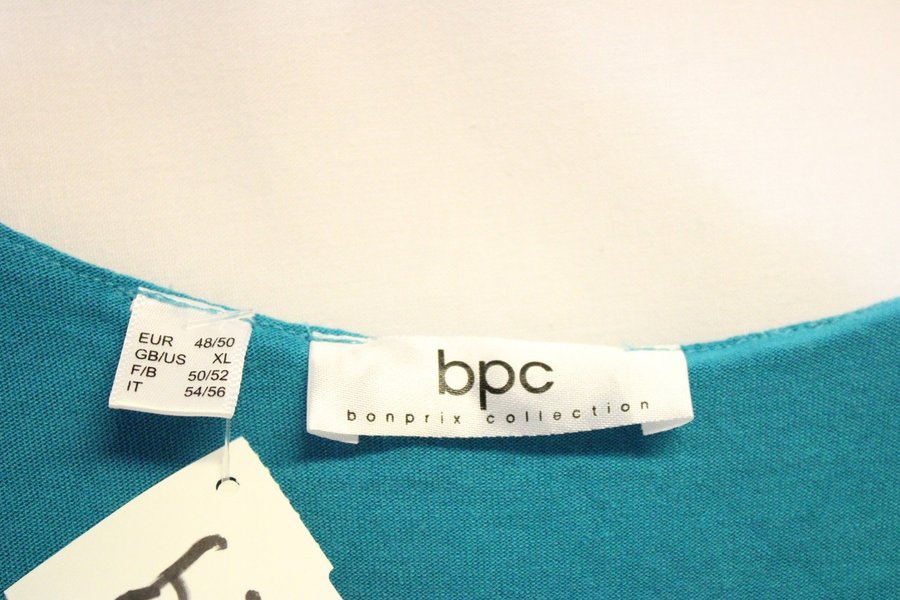 EUR 48/50
GB/US XL
F/B 50/52
IT 54/56
bpc
bonprix collection